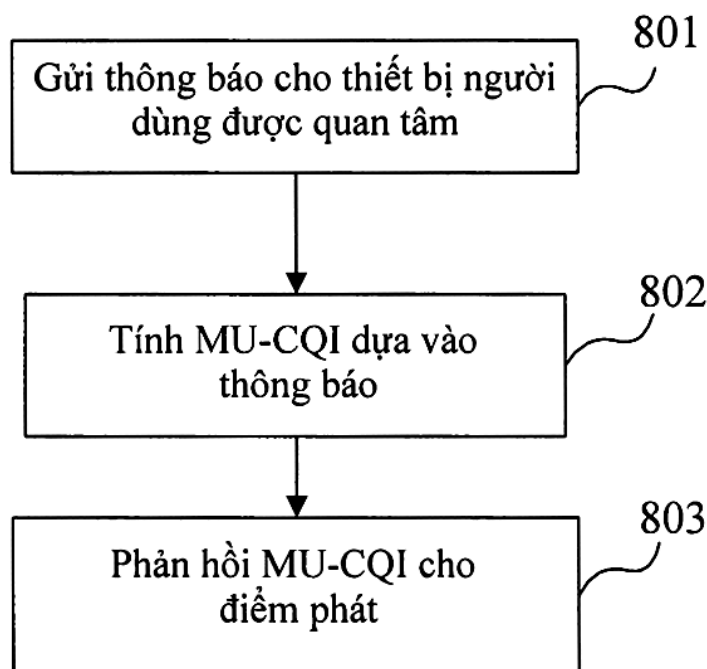 801
Gửi thông báo cho thiết bị người
dùng được quan tâm
802
Tính MU-CQI dựa vào
thông báo
803
Phản hồi MU-CQI cho
điểm phát